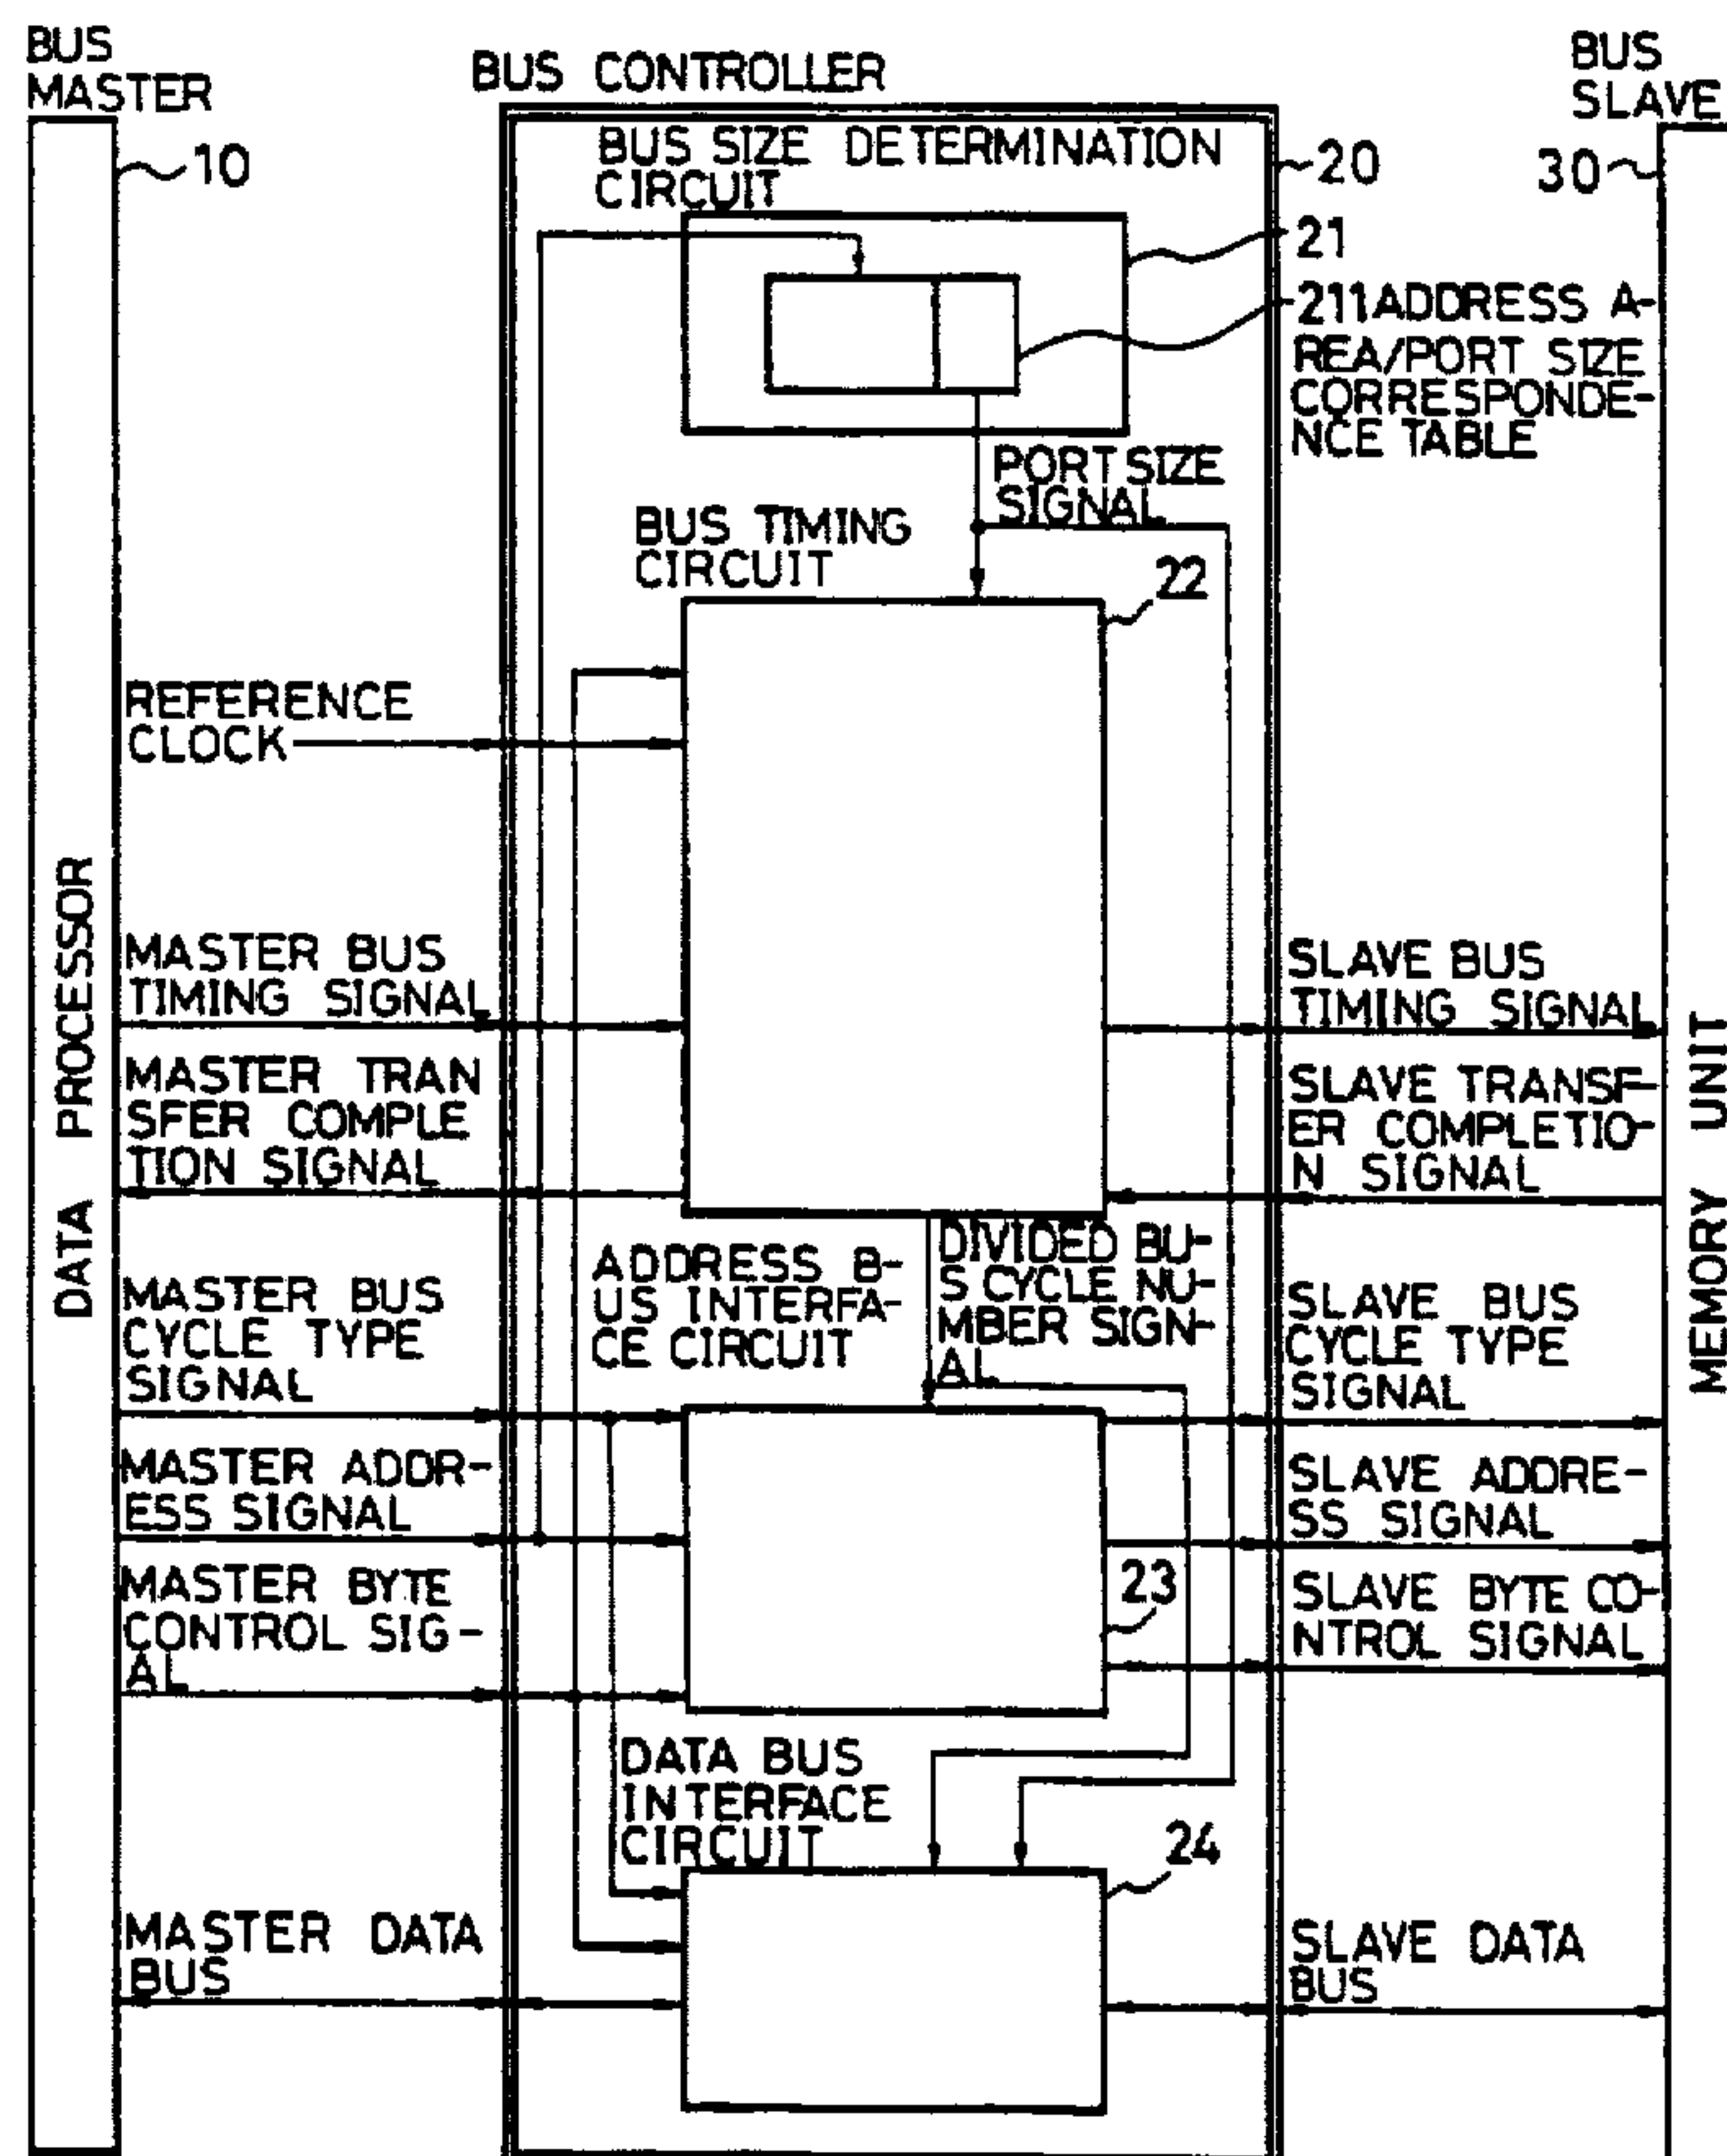 BUS
MASTER
10
DATA PROCESSOR
BUS CONTROLLER
20
BUS SIZE DETERMINATION
CIRCUIT
21
211 ADDRESS A-
REA/PORT SIZE
CORRESPONDE-
NCE TABLE
PORT SIZE
SIGNAL
BUS TIMING
CIRCUIT
22
BUS
SLAVE
30
MEMORY UNIT
REFERENCE
CLOCK
MASTER BUS
TIMING SIGNAL
MASTER TRAN
SFER COMPLE
TION SIGNAL
SLAVE BUS
TIMING SIGNAL
SLAVE TRANSF-
ER COMPLETIO-
N SIGNAL
DIVIDED BU-
S CYCLE NU-
MBER SIGN-
AL
ADDRESS B-
US INTERFA-
CE CIRCUIT
23
MASTER BUS
CYCLE TYPE
SIGNAL
MASTER ADDR-
ESS SIGNAL
MASTER BYTE
CONTROL SIG-
AL
SLAVE BUS
CYCLE TYPE
SIGNAL
SLAVE ADDRE-
SS SIGNAL
SLAVE BYTE CO-
NTROL SIGNAL
DATA BUS
INTERFACE
CIRCUIT
24
MASTER DATA
BUS
SLAVE DATA
BUS